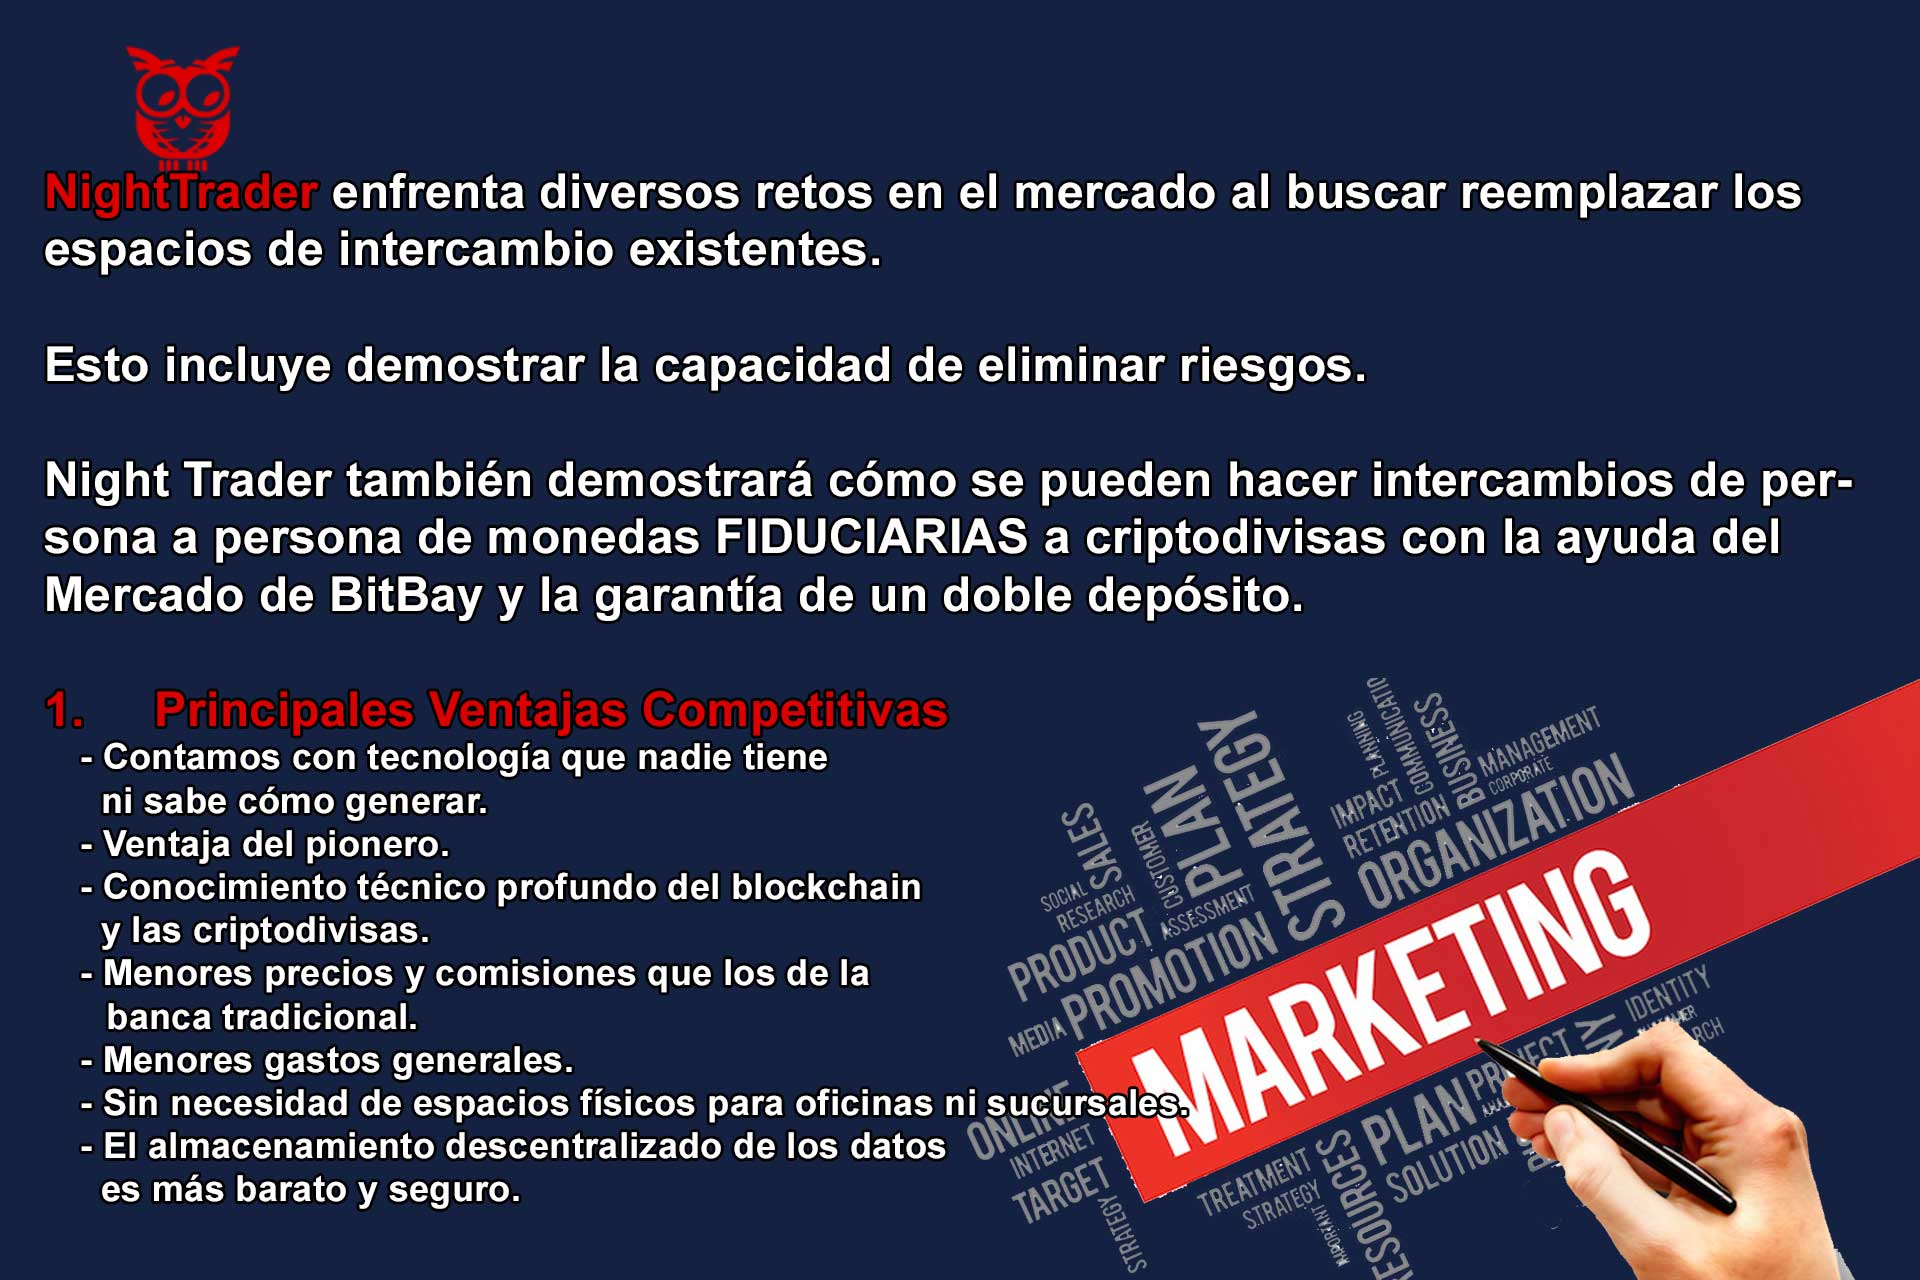 NightTrader enfrenta diversos retos en el mercado al buscar reemplazar los
espacios de intercambio existentes.
Esto incluye demostrar la capacidad de eliminar riesgos.
Night Trader también demostrará cómo se pueden hacer intercambios de per-
sona a persona de monedas FIDUCIARIAS a criptodivisas con la ayuda del
Mercado de BitBay y la garantía de un doble depósito.
1. Principales Ventajas Competitivas
- Contamos con tecnología que nadie tiene
ni sabe cómo generar.
- Ventaja del pionero.
- Conocimiento técnico profundo del blockchain
y las criptodivisas.
- Menores precios y comisiones que los de la
banca tradicional.
- Menores gastos generales.
- Sin necesidad de espacios físicos para oficinas ni sucursales.
- El almacenamiento descentralizado de los datos
es más barato y seguro.
SOCIAL
SALES
RESEARCH
CUSTOMER
PLAN
ASSESSMENT
STRATEGY
PRODUCT
PROMOTION
MEDIA
IMPACT
PLANNING
COMMUNICATIO
BUSINESS
MANAGEMENT
CORPORATE
RETENTION
ORGANIZATION
MARKETING
IDENTITY
ONLINE
INTERNET
TARGET
STRATEGY
TREATMENT
STRATEGY
IMPORTANT
RESOURCES
PLAN
SOLUTION